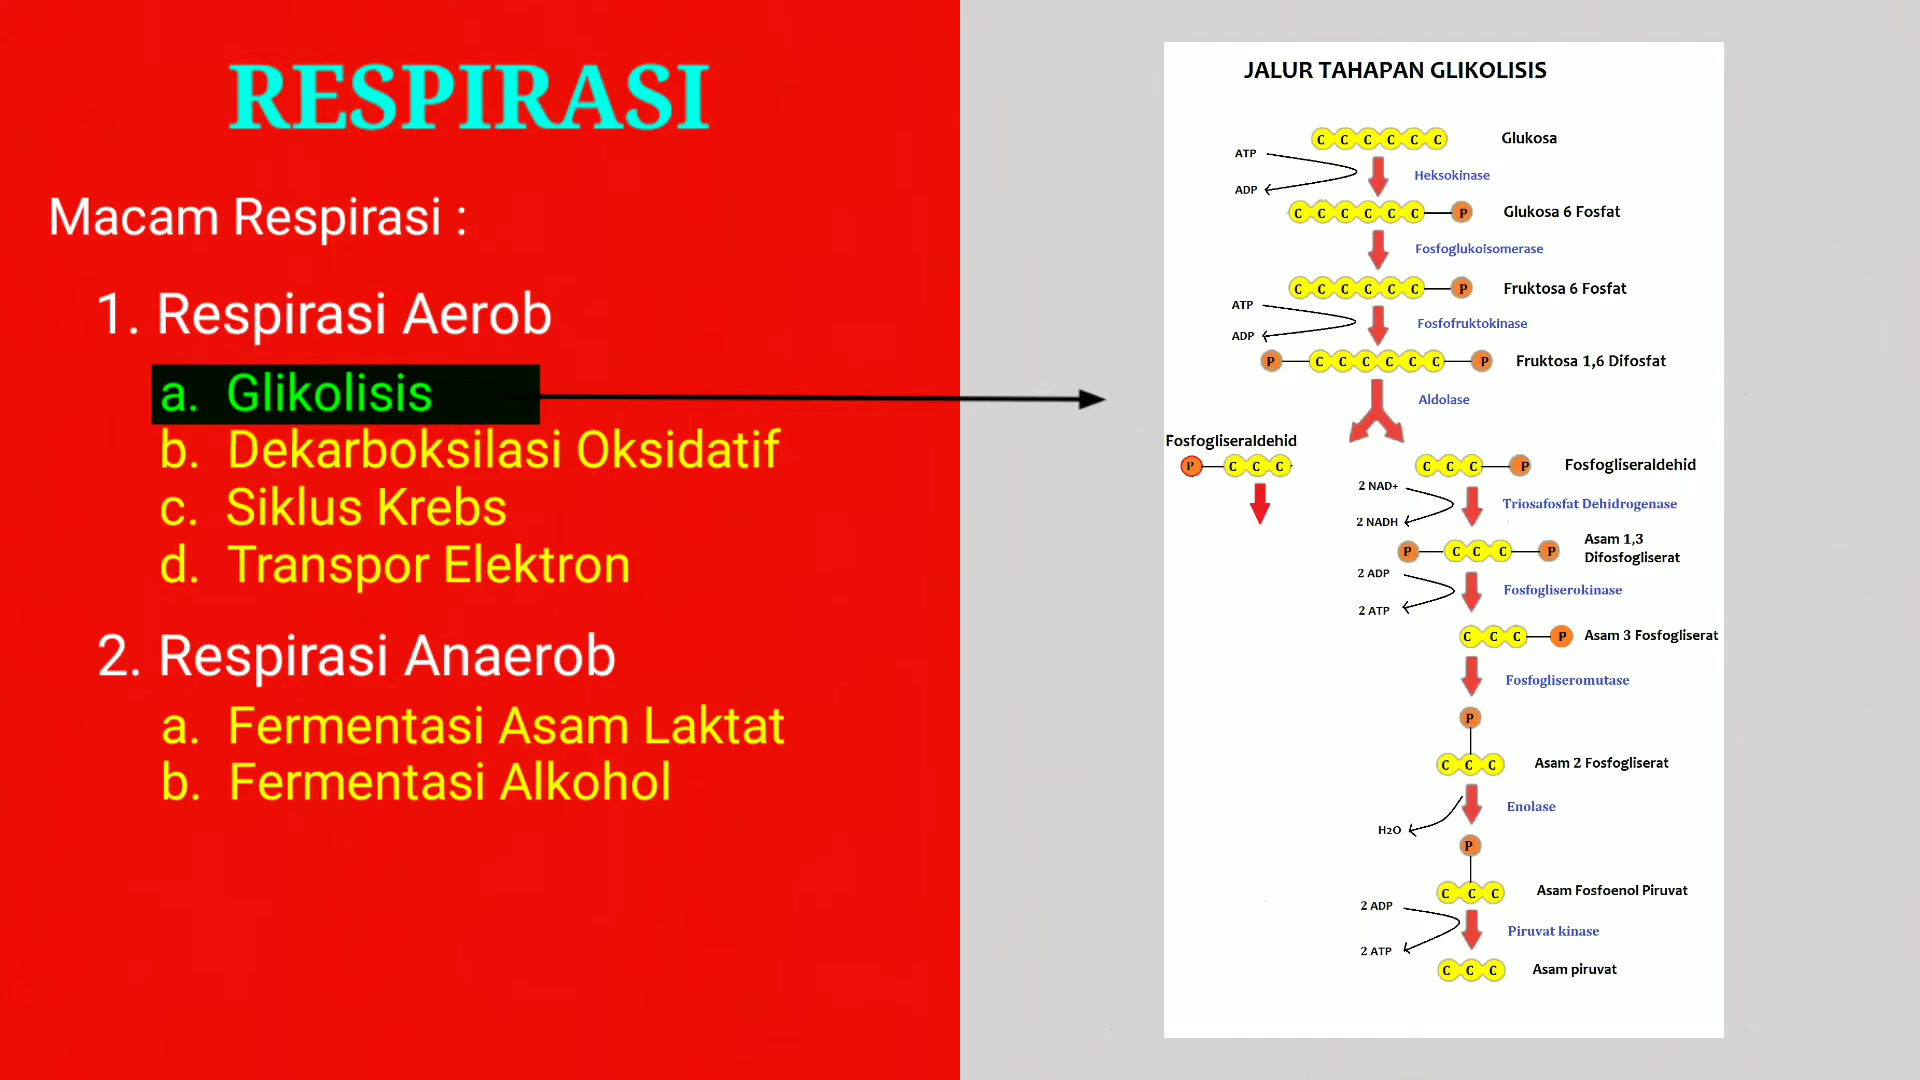 RESPIRASI
Macam Respirasi :
1. Respirasi Aerob
a. Glikolisis
b. Dekarboksilasi Oksidatif
c. Siklus Krebs
d. Transpor Elektron
2. Respirasi Anaerob
a. Fermentasi Asam Laktat
b. Fermentasi Alkohol
JALUR TAHAPAN GLIKOLISIS
C C C C C C Glukosa
ATP
Heksokinase
ADP
C C C C C C P Glukosa 6 Fosfat
Fosfoglukoisomerase
C C C C C C P Fruktosa 6 Fosfat
ATP
Fosfofruktokinase
ADP
P C C C C C C P Fruktosa 1,6 Difosfat
Aldolase
Fosfogliseraldehid
P C C C
C C C P Fosfogliseraldehid
2 NAD+
Triosafosfat Dehidrogenase
2 NADH
P C C C P Asam 1,3
Difosfogliserat
2 ADP
Fosfogliserokinase
2 ATP
C C C P Asam 3 Fosfogliserat
Fosfogliseromutase
P
C C C Asam 2 Fosfogliserat
Enolase
H2O
P
C C C Asam Fosfoenol Piruvat
2 ADP
Piruvat kinase
2 ATP
C C C Asam piruvat